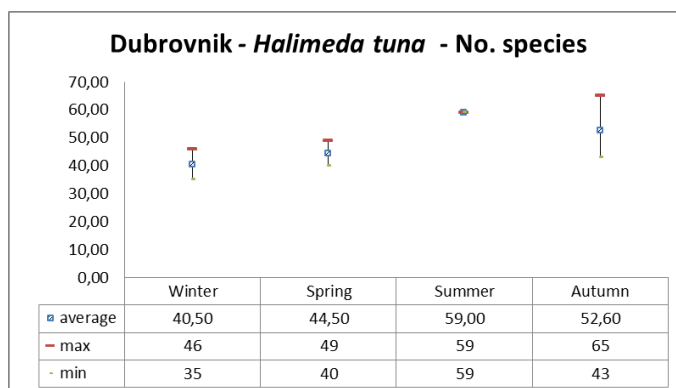 Dubrovnik - Halimeda tuna - No. species
70,00
60,00
50,00
40,00
30,00
20,00
10,00
0,00
Winter Spring Summer Autumn
average 40,50 44,50 59,00 52,60
max 46 49 59 65
min 35 40 59 43